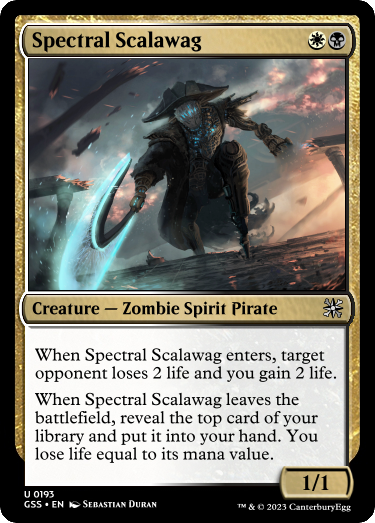 Spectral Scalawag
Creature — Zombie Spirit Pirate
When Spectral Scalawag enters, target
opponent loses 2 life and you gain 2 life.
When Spectral Scalawag leaves the
battlefield, reveal the top card of your
library and put it into your hand. You
lose life equal to its mana value.
1/1
U 0193
GSS • EN Sebastian Duran
™ & © 2023 CanterburyEgg